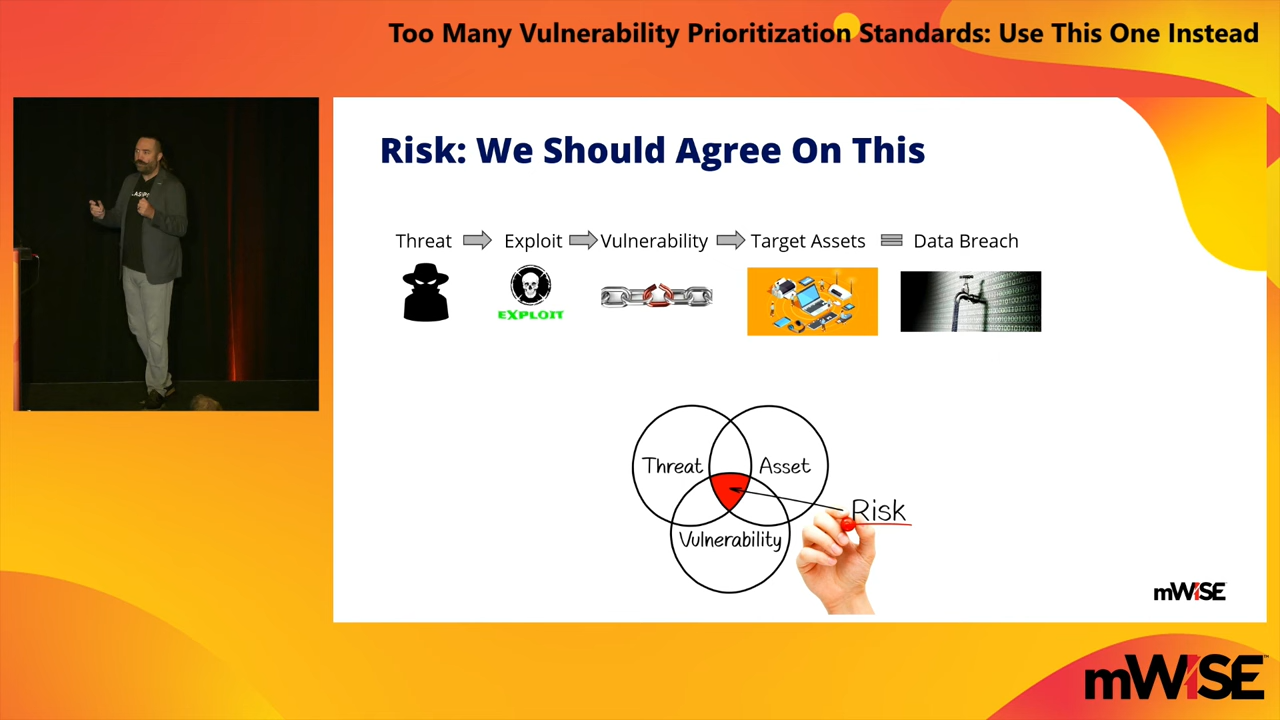 Too Many Vulnerability Prioritization Standards: Use This One Instead
Risk: We Should Agree On This
Threat Exploit Vulnerability Target Assets Data Breach
EXPLOIT
Threat Asset
Risk
Vulnerability
mWISE
mWISE™